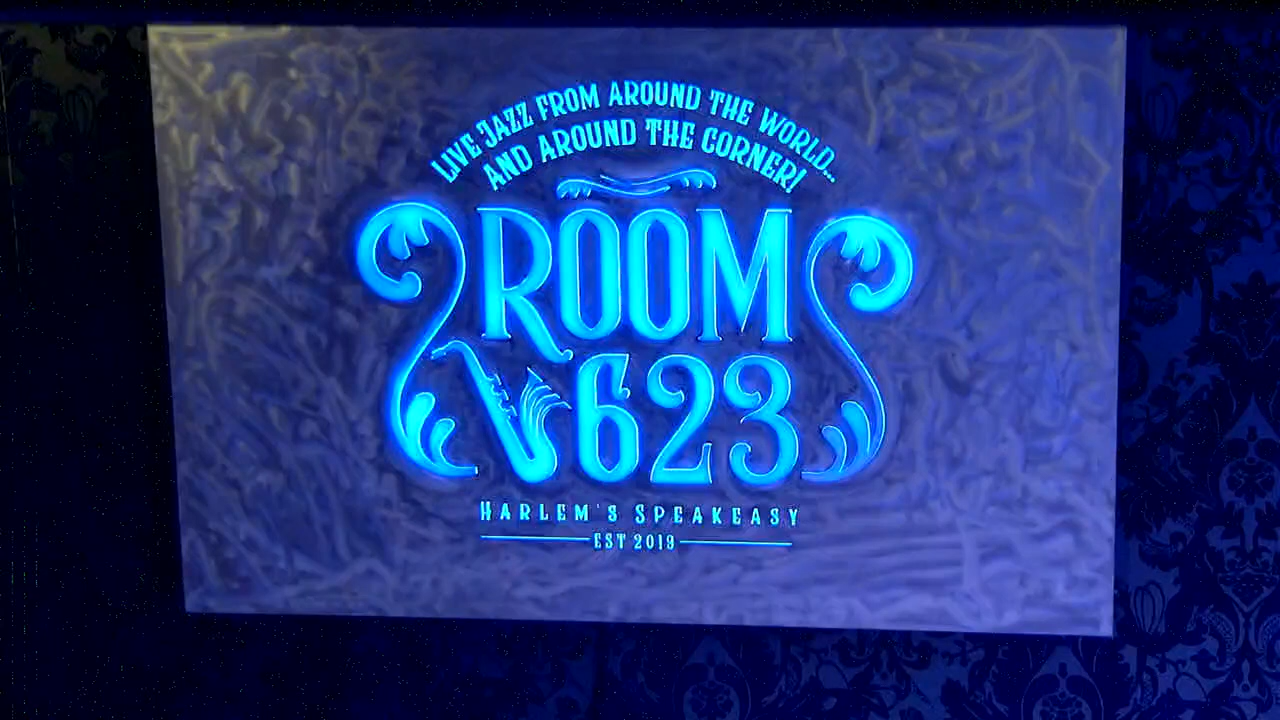 LIVE JAZZ FROM AROUND THE WORLD...
AND AROUND THE CORNER!
ROOM
623
HARLEM'S SPEAKEASY
EST 2019